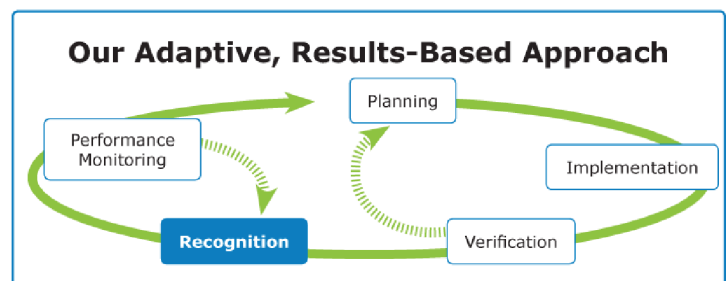 Our Adaptive, Results-Based Approach
Planning
Performance
Monitoring
Implementation
Recognition
Verification